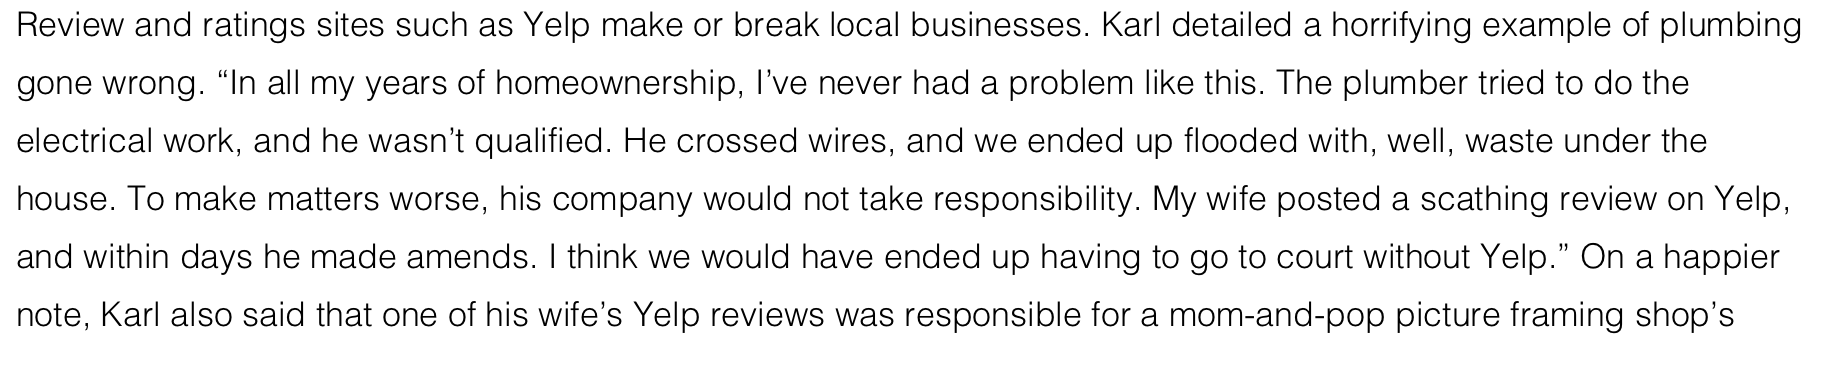 Review and ratings sites such as Yelp make or break local businesses. Karl detailed a horrifying example of plumbing
gone wrong. “In all my years of homeownership, I’ve never had a problem like this. The plumber tried to do the
electrical work, and he wasn’t qualified. He crossed wires, and we ended up flooded with, well, waste under the
house. To make matters worse, his company would not take responsibility. My wife posted a scathing review on Yelp,
and within days he made amends. I think we would have ended up having to go to court without Yelp.” On a happier
note, Karl also said that one of his wife’s Yelp reviews was responsible for a mom-and-pop picture framing shop’s